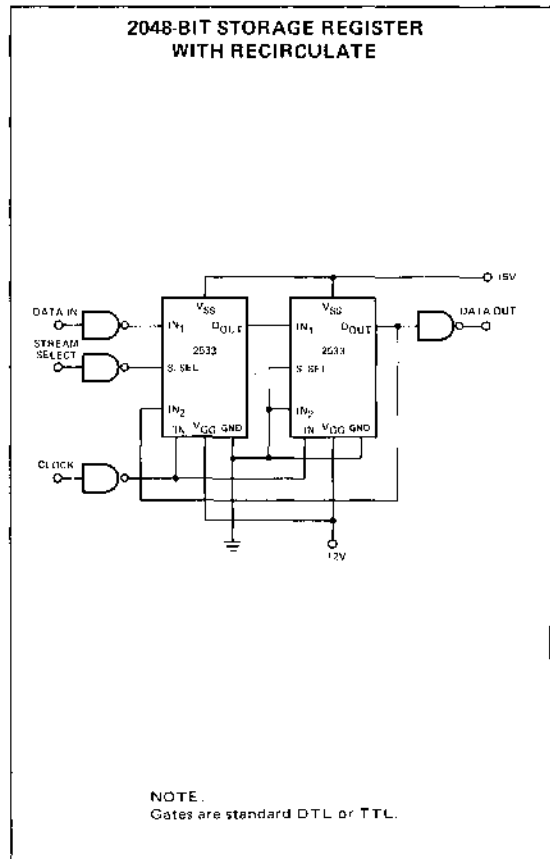 2048-BIT STORAGE REGISTER
WITH RECIRCULATE
DATA IN
STREAM
SELECT
CLOCK
VSS
IN1
DOUT
2533
S. SEL
IN2
IN
VGG
GND
VSS
IN1
DOUT
2533
S SEL
IN2
IN
VGG
GND
DATA OUT
NOTE.
Gates are standard DTL or TTL.